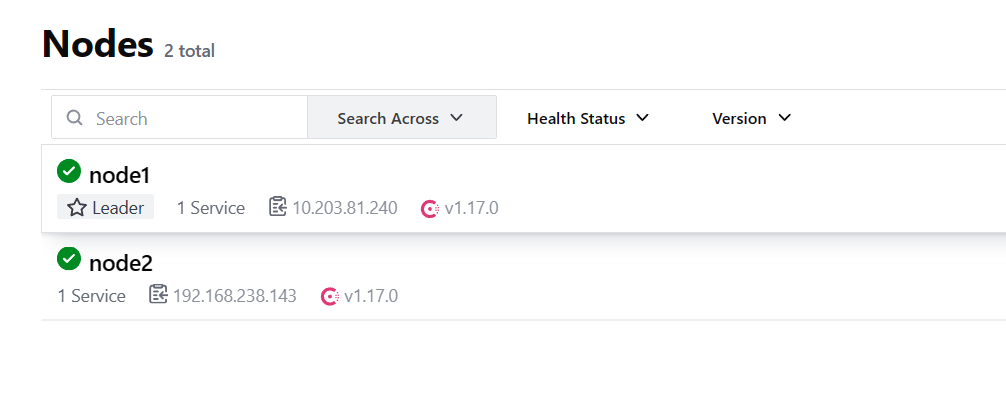 Nodes 2 total
Search Search Across Health Status Version
node1
Leader 1 Service 10.203.81.240 v1.17.0
node2
1 Service 192.168.238.143 v1.17.0